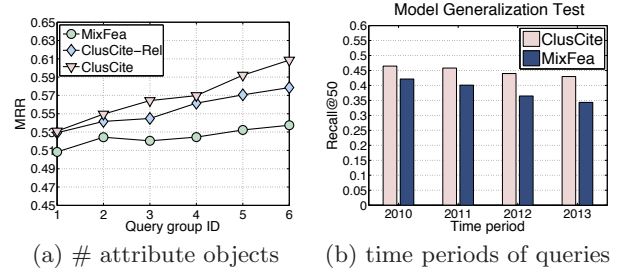 0.65
0.63
0.61
0.59
0.57
0.55
0.53
0.51
0.49
0.47
0.45
MRR
MixFea
ClusCite-Rel
ClusCite
1 2 3 4 5 6
Query group ID
(a) # attribute objects
Model Generalization Test
0.6
0.55
0.5
0.45
0.4
0.35
0.3
0.25
0.2
0.15
0.1
0.05
0
Recall@50
ClusCite
MixFea
2010 2011 2012 2013
Time period
(b) time periods of queries